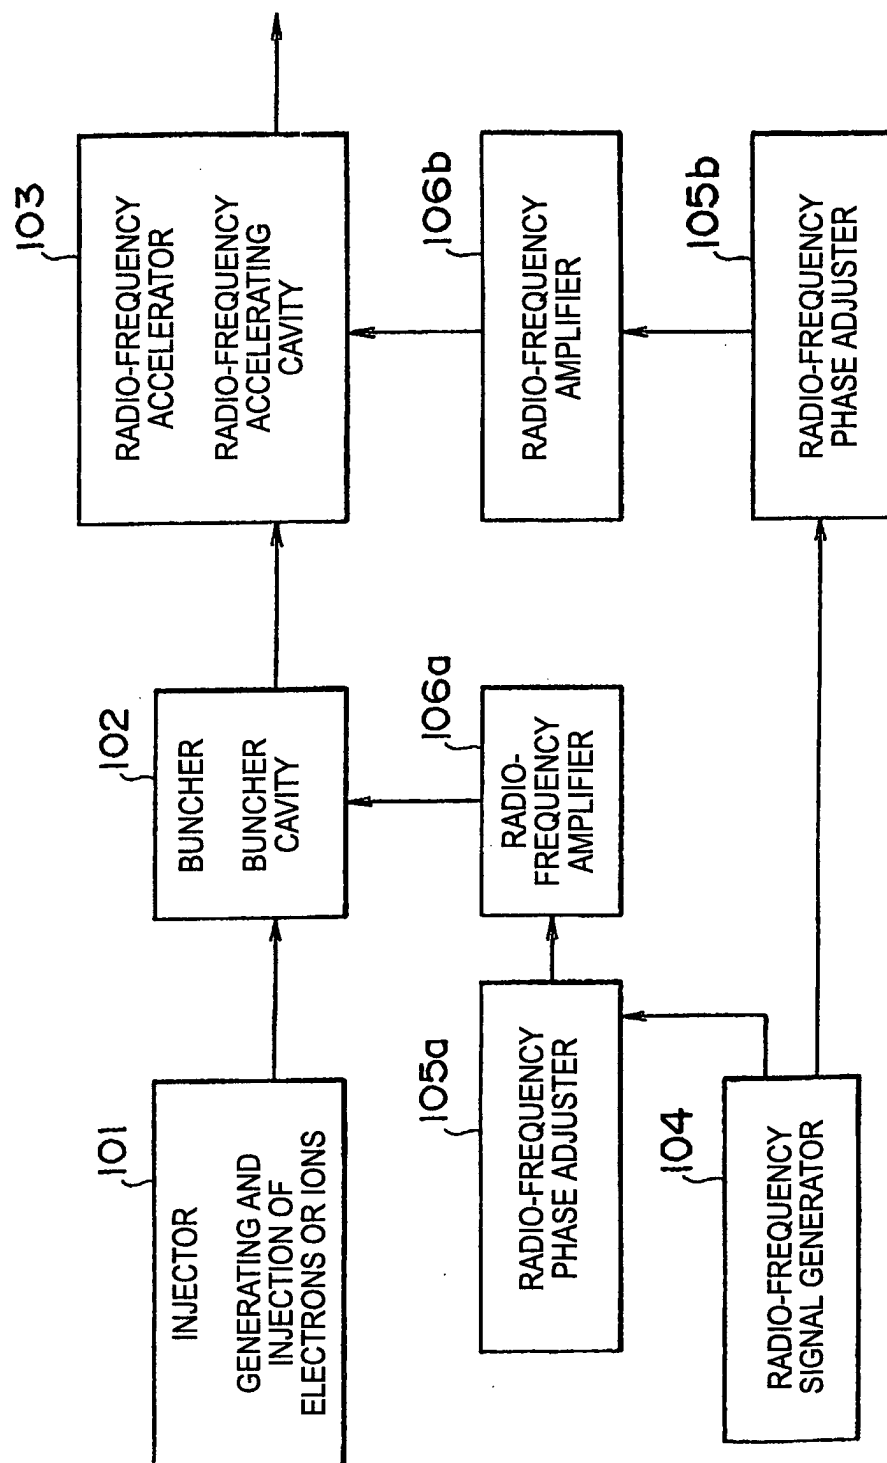 101
INJECTOR
GENERATING AND
INJECTION OF
ELECTRONS OR IONS
102
BUNCHER
BUNCHER
CAVITY
103
RADIO-FREQUENCY
ACCELERATOR
RADIO-FREQUENCY
ACCELERATING
CAVITY
105a
RADIO-FREQUENCY
PHASE ADJUSTER
106a
RADIO-
FREQUENCY
AMPLIFIER
106b
RADIO-FREQUENCY
AMPLIFIER
104
RADIO-FREQUENCY
SIGNAL GENERATOR
105b
RADIO-FREQUENCY
PHASE ADJUSTER